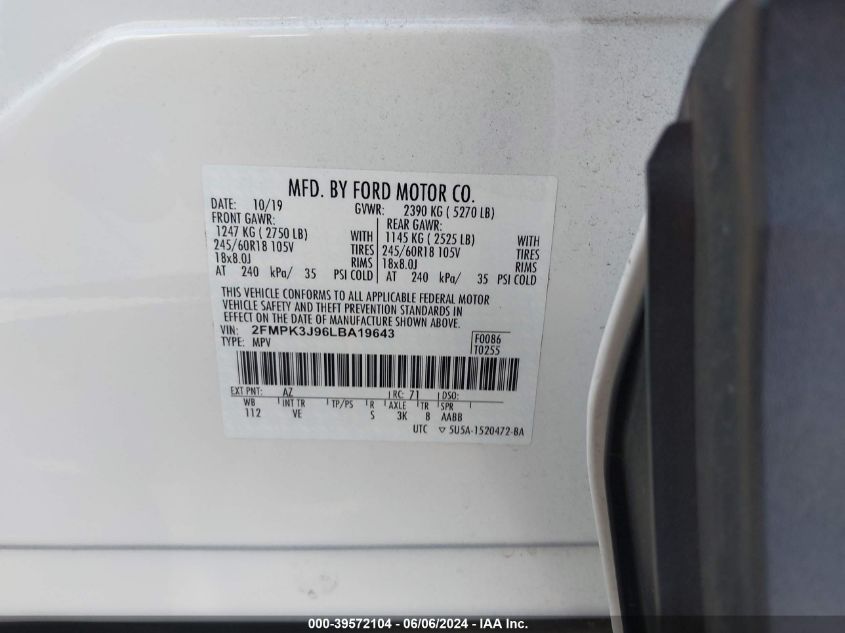 MFD. BY FORD MOTOR CO.
DATE: 10/19 GVWR: 2390 KG ( 5270 LB)
FRONT GAWR: REAR GAWR:
1247 KG ( 2750 LB) WITH 1145 KG ( 2525 LB) WITH
245/60R18 105V TIRES 245/60R18 105V TIRES
18x8.0J RIMS 18x8.0J RIMS
AT 240 kPa/ 35 PSI COLD AT 240 kPa/ 35 PSI COLD
THIS VEHICLE CONFORMS TO ALL APPLICABLE FEDERAL MOTOR
VEHICLE SAFETY AND THEFT PREVENTION STANDARDS IN
EFFECT ON THE DATE OF MANUFACTURE SHOWN ABOVE.
VIN: 2FMPK3J96LBA19643 F0086
TYPE: MPV T0255
EXT PNT: AZ RC: 71 DSO:
WB INT TR TP/PS R AXLE TR SPR
112 VE S 3K 8 AABB
UTC ▽ 5U5A-1520472-BA
000-39572104 - 06/06/2024 - IAA Inc.